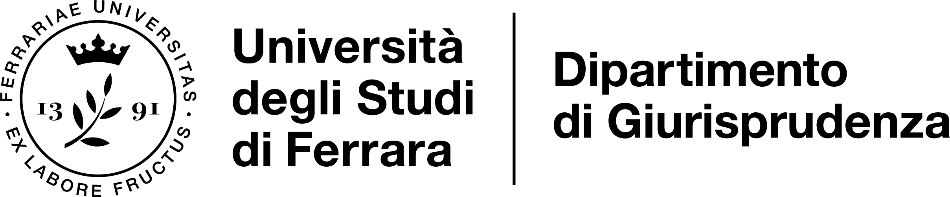 FERRARIAE UNIVERSITAS
13 91
· EX LABORE FRUCTUS ·
Università
degli Studi
di Ferrara
Dipartimento
di Giurisprudenza